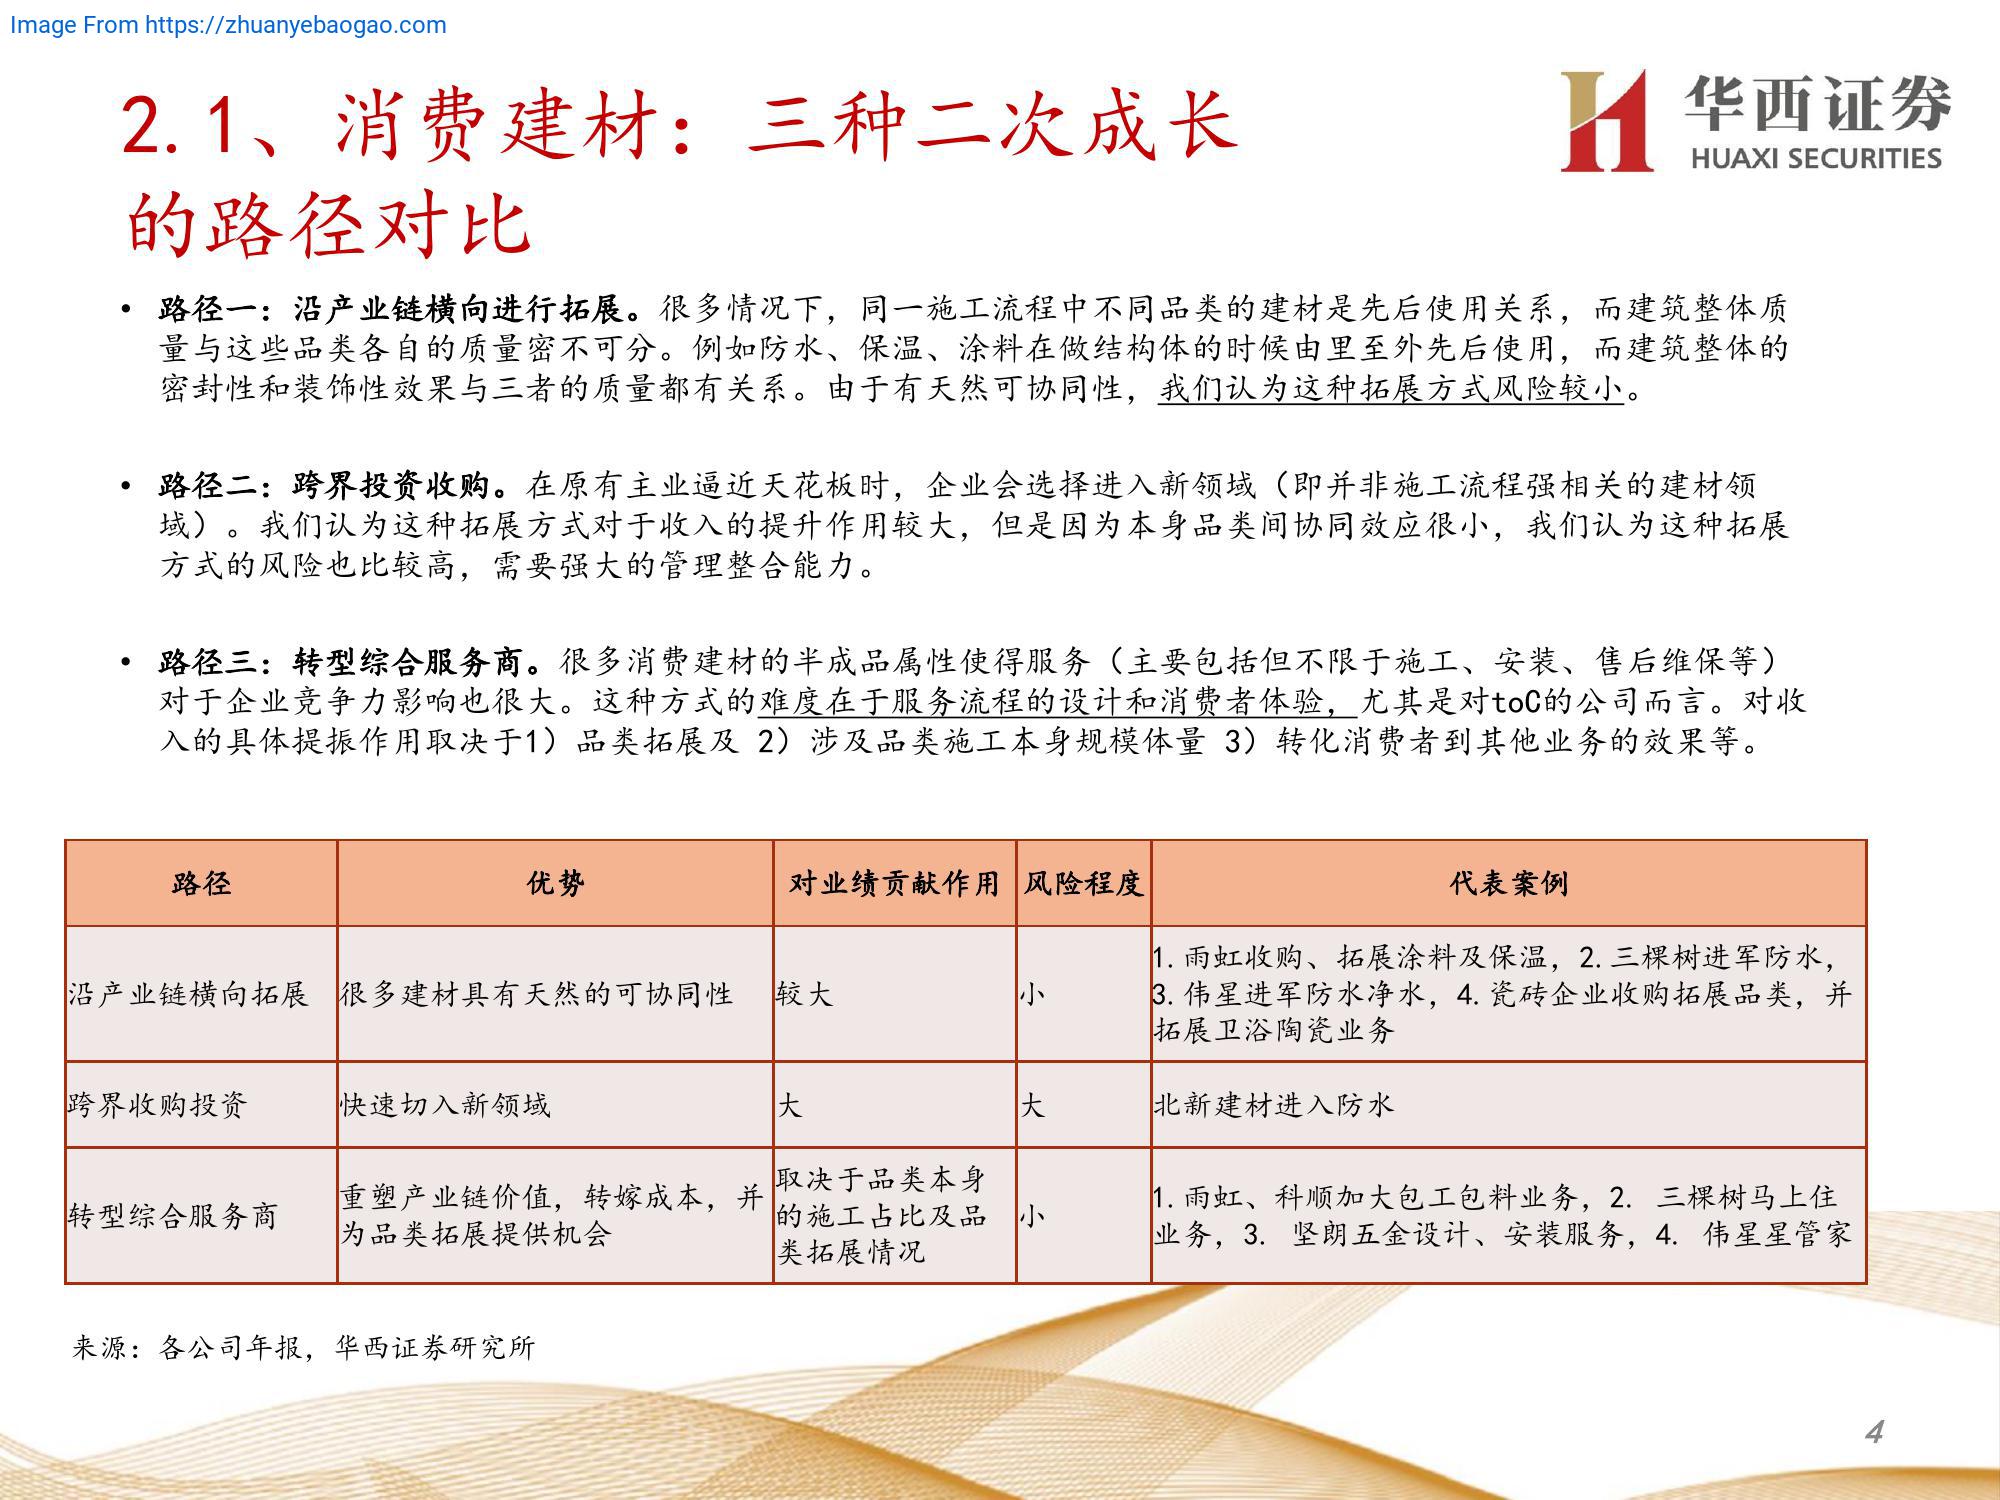 Image From https://zhuanyebaogao.com
华西证券
HUAXI SECURITIES
2.1、消费建材：三种二次成长
的路径对比
• 路径一：沿产业链横向进行拓展。很多情况下，同一施工流程中不同品类的建材是先后使用关系，而建筑整体质
量与这些品类各自的质量密不可分。例如防水、保温、涂料在做结构体的时候由里至外先后使用，而建筑整体的
密封性和装饰性效果与三者的质量都有关系。由于有天然可协同性，我们认为这种拓展方式风险较小。
• 路径二：跨界投资收购。在原有主业逼近天花板时，企业会选择进入新领域（即并非施工流程强相关的建材领
域）。我们认为这种拓展方式对于收入的提升作用较大，但是因为本身品类间协同效应很小，我们认为这种拓展
方式的风险也比较高，需要强大的管理整合能力。
• 路径三：转型综合服务商。很多消费建材的半成品属性使得服务（主要包括但不限于施工、安装、售后维保等）
对于企业竞争力影响也很大。这种方式的难度在于服务流程的设计和消费者体验，尤其是对toC的公司而言。对收
入的具体提振作用取决于1）品类拓展及 2）涉及品类施工本身规模体量 3）转化消费者到其他业务的效果等。
路径 优势 对业绩贡献作用 风险程度 代表案例
沿产业链横向拓展 很多建材具有天然的可协同性 较大 小
1.雨虹收购、拓展涂料及保温，2.三棵树进军防水，
3.伟星进军防水净水，4.瓷砖企业收购拓展品类，并
拓展卫浴陶瓷业务
跨界收购投资 快速切入新领域 大 大 北新建材进入防水
转型综合服务商
重塑产业链价值，转嫁成本，并
为品类拓展提供机会
取决于品类本身
的施工占比及品
类拓展情况
小
1.雨虹、科顺加大包工包料业务，2. 三棵树马上住
业务，3. 坚朗五金设计、安装服务，4. 伟星星管家
来源：各公司年报，华西证券研究所
4